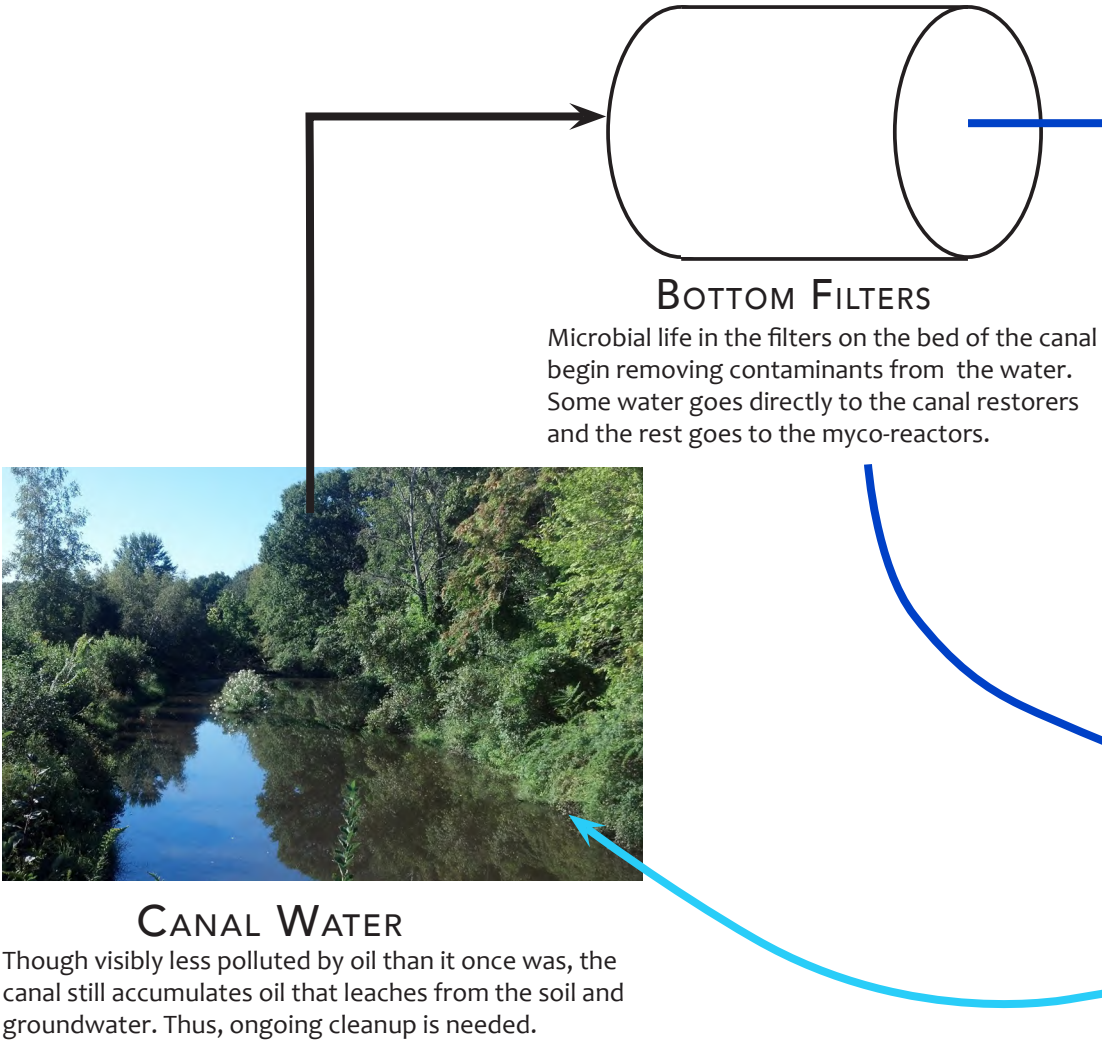 Bottom Filters
Microbial life in the filters on the bed of the canal
begin removing contaminants from  the water.
Some water goes directly to the canal restorers
and the rest goes to the myco-reactors.
Canal Water
Though visibly less polluted by oil than it once was, the
canal still accumulates oil that leaches from the soil and
groundwater. Thus, ongoing cleanup is needed.